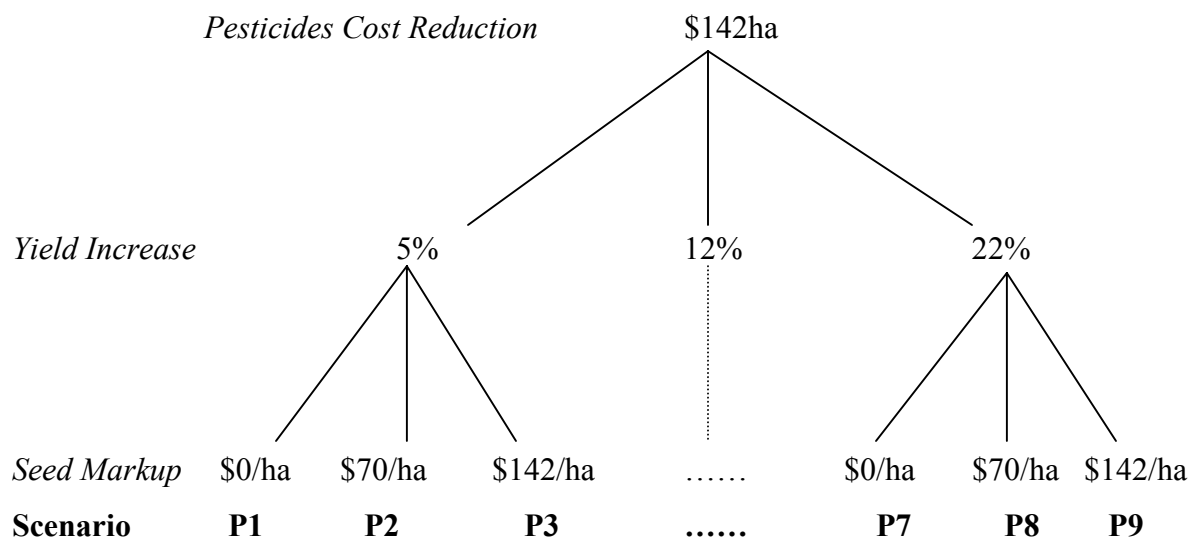 Pesticides Cost Reduction $142ha
Yield Increase 5% 12% 22%
Seed Markup $0/ha $70/ha $142/ha ...... $0/ha $70/ha $142/ha
Scenario P1 P2 P3 ...... P7 P8 P9